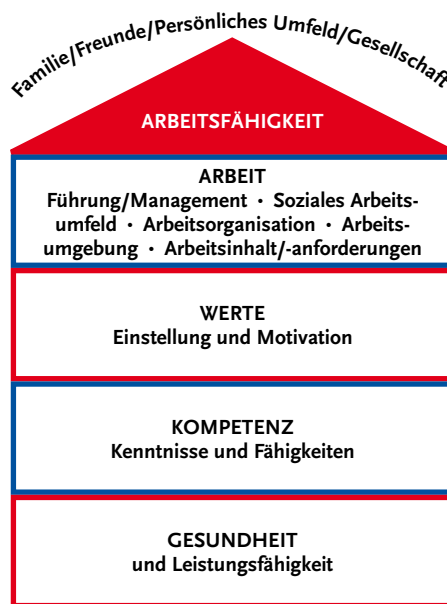 Familie/Freunde/Persönliches Umfeld/Gesellschaft
ARBEITSFÄHIGKEIT
ARBEIT
Führung/Management · Soziales Arbeits-
umfeld · Arbeitsorganisation · Arbeits-
umgebung · Arbeitsinhalt/-anforderungen
WERTE
Einstellung und Motivation
KOMPETENZ
Kenntnisse und Fähigkeiten
GESUNDHEIT
und Leistungsfähigkeit